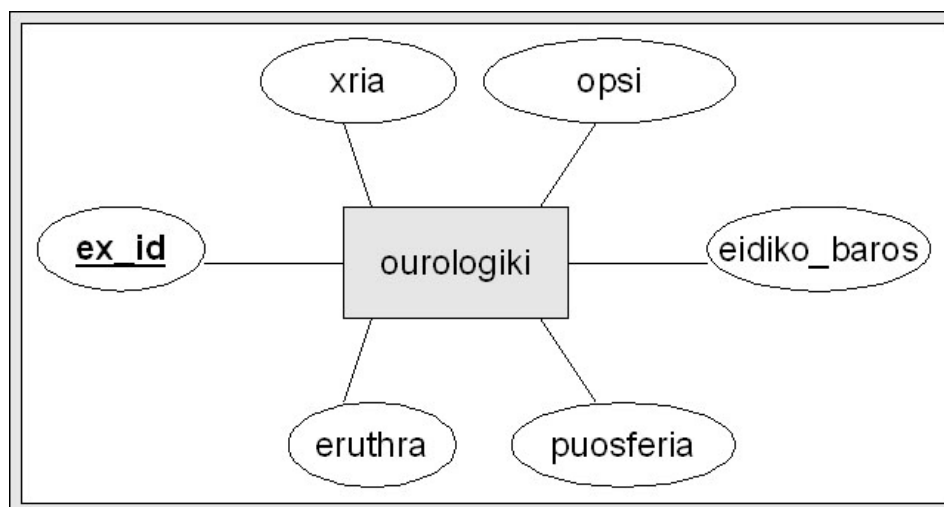 xria
opsi
ex_id
ourologiki
eidiko_baros
eruthra
puosferia